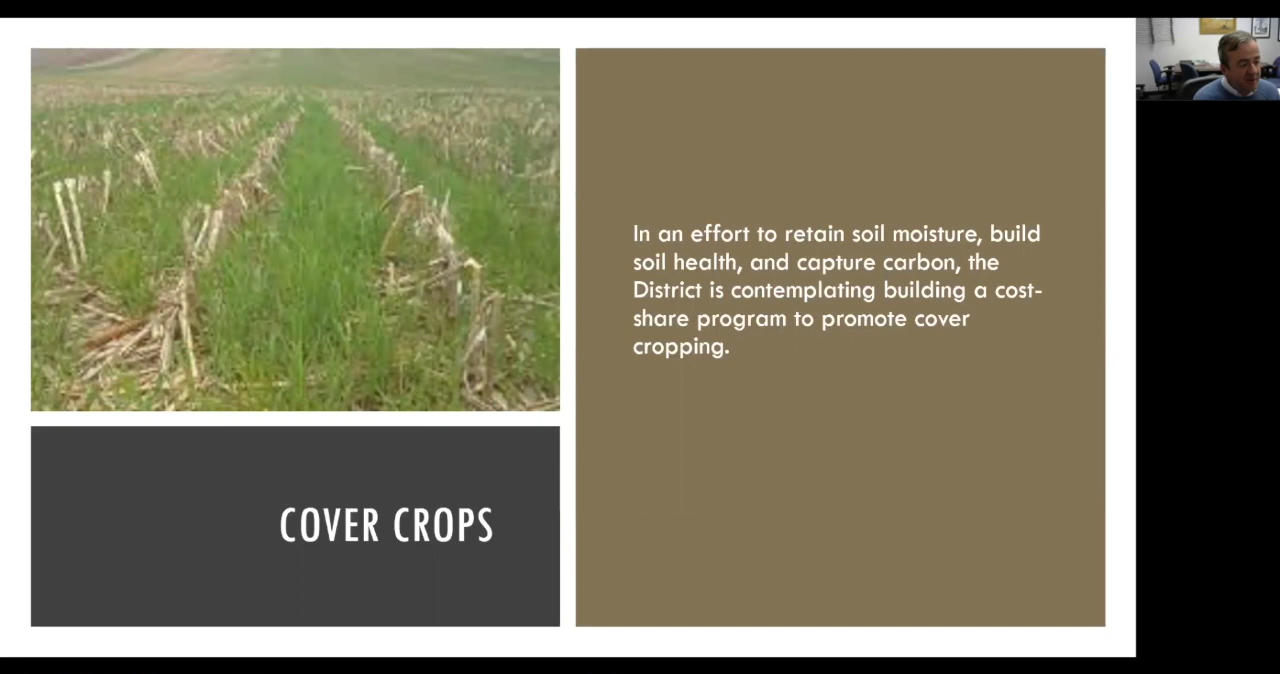 In an effort to retain soil moisture, build
soil health, and capture carbon, the
District is contemplating building a cost-
share program to promote cover
cropping.
COVER CROPS